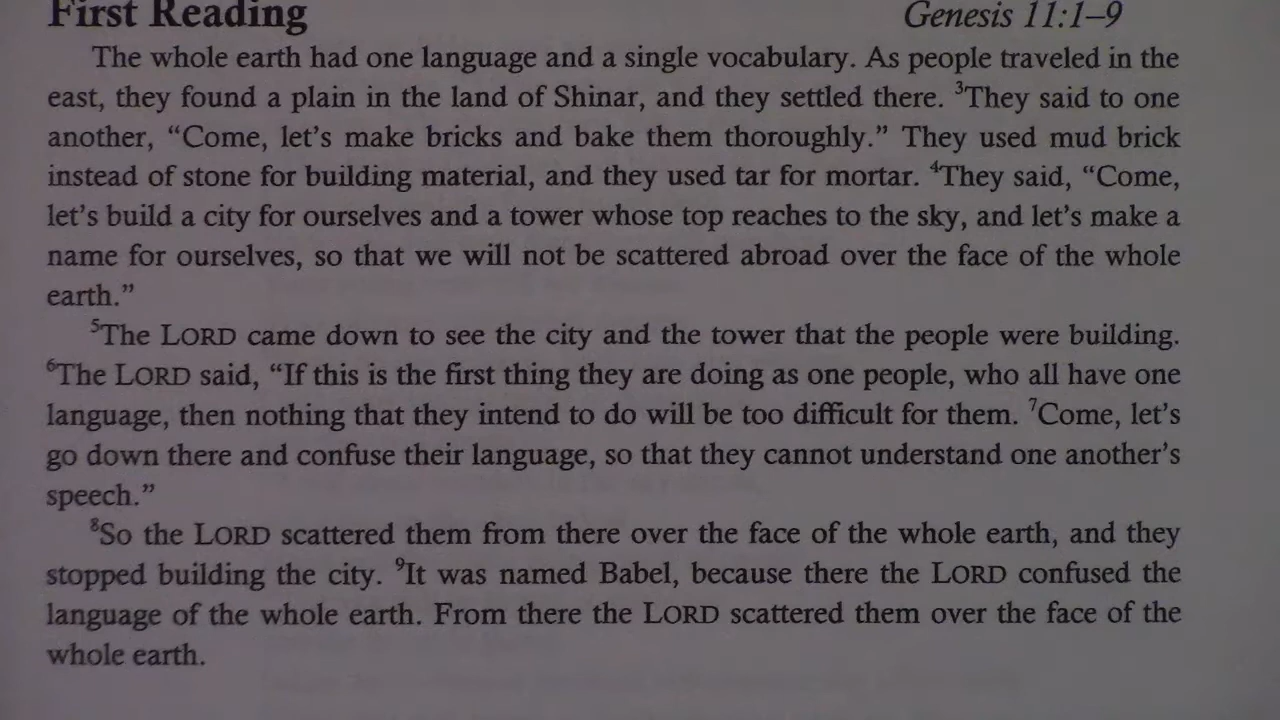 First Reading Genesis 11:1–9
The whole earth had one language and a single vocabulary. As people traveled in the
east, they found a plain in the land of Shinar, and they settled there. ³They said to one
another, “Come, let’s make bricks and bake them thoroughly.” They used mud brick
instead of stone for building material, and they used tar for mortar. ⁴They said, “Come,
let’s build a city for ourselves and a tower whose top reaches to the sky, and let’s make a
name for ourselves, so that we will not be scattered abroad over the face of the whole
earth.”
⁵The LORD came down to see the city and the tower that the people were building.
⁶The LORD said, “If this is the first thing they are doing as one people, who all have one
language, then nothing that they intend to do will be too difficult for them. ⁷Come, let’s
go down there and confuse their language, so that they cannot understand one another’s
speech.”
⁸So the LORD scattered them from there over the face of the whole earth, and they
stopped building the city. ⁹It was named Babel, because there the LORD confused the
language of the whole earth. From there the LORD scattered them over the face of the
whole earth.